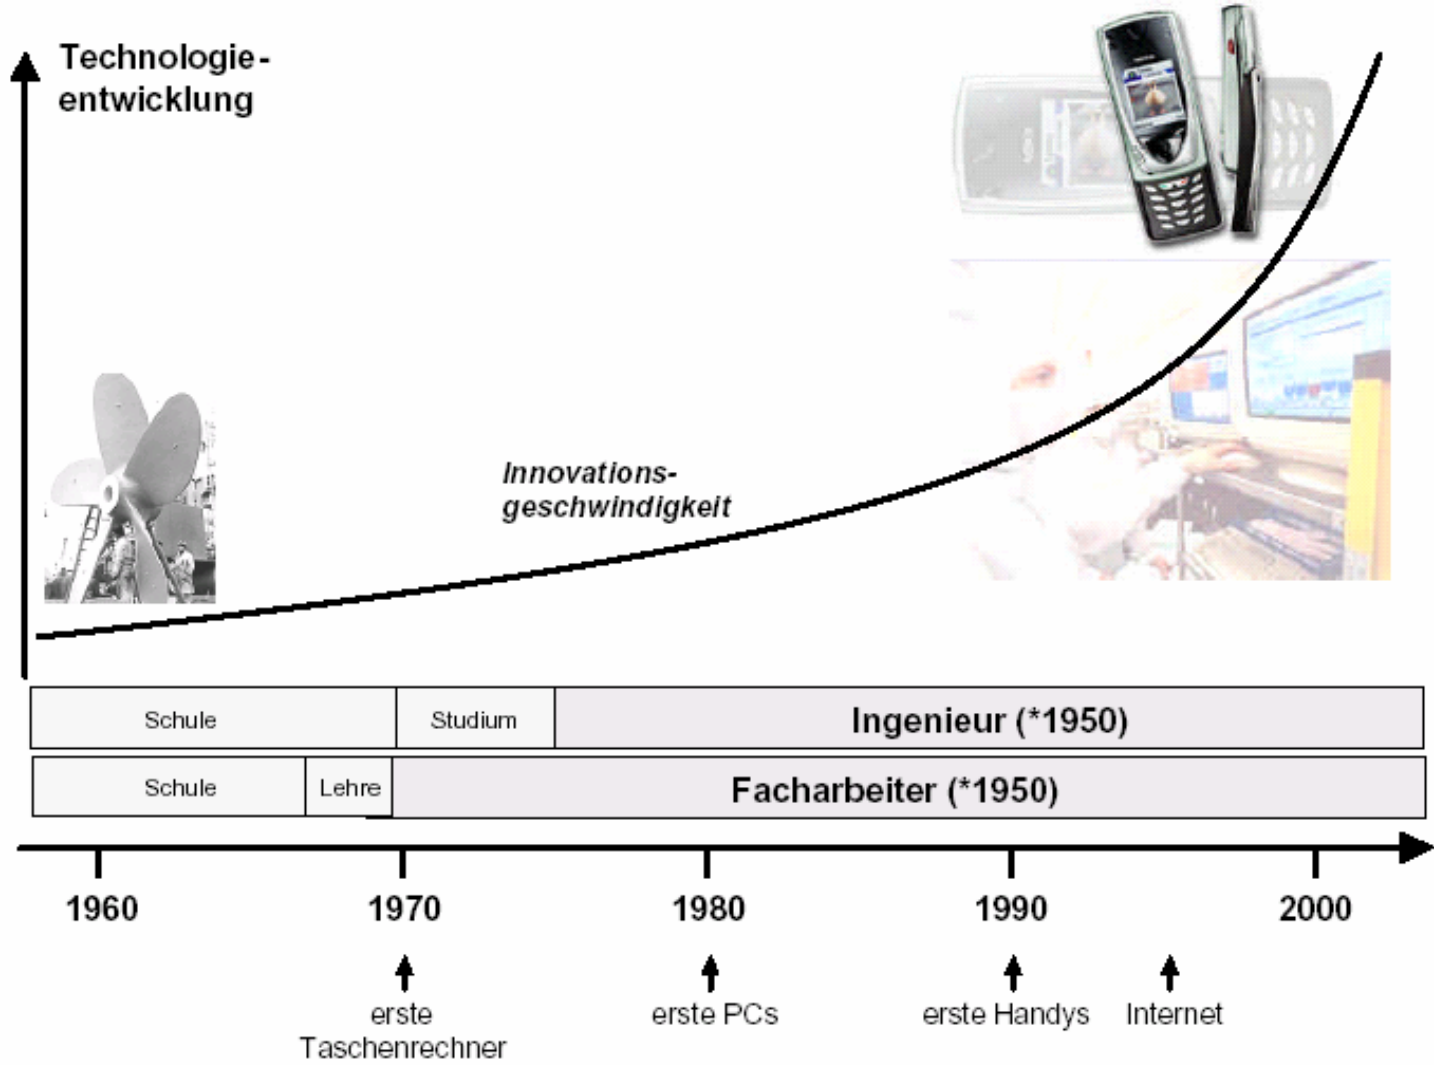 Technologie-
entwicklung
Innovations-
geschwindigkeit
Schule Studium Ingenieur (*1950)
Schule Lehre Facharbeiter (*1950)
1960 1970 1980 1990 2000
erste erste PCs erste Handys Internet
Taschenrechner